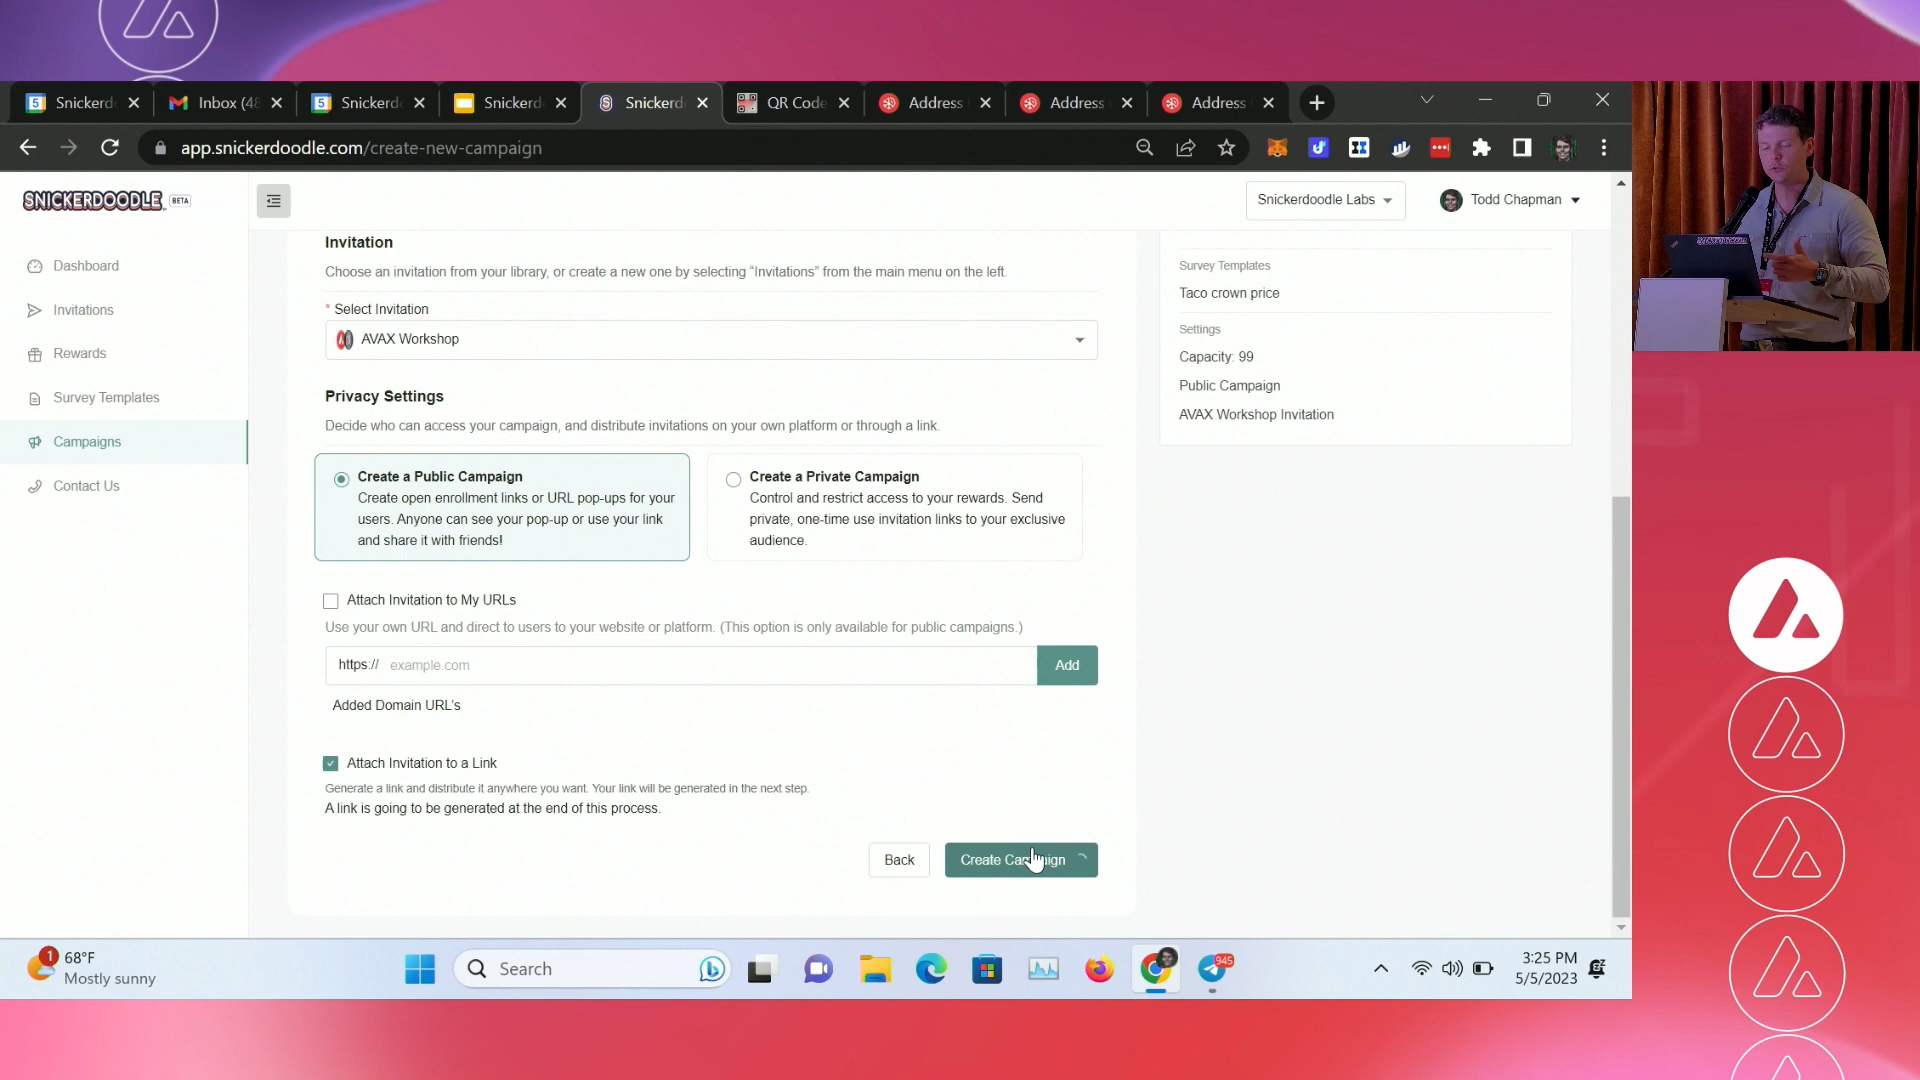 Snickerd
Inbox (48
Snickerd
Snickerd
Snickerd
QR Code
Address
Address
Address
app.snickerdoodle.com/create-new-campaign
SNICKERDOODLE BETA
Snickerdoodle Labs
Todd Chapman
Dashboard
Invitations
Rewards
Survey Templates
Campaigns
Contact Us
Invitation
Choose an invitation from your library, or create a new one by selecting “Invitations” from the main menu on the left.
* Select Invitation
AVAX Workshop
Privacy Settings
Decide who can access your campaign, and distribute invitations on your own platform or through a link.
Create a Public Campaign
Create open enrollment links or URL pop-ups for your
users. Anyone can see your pop-up or use your link
and share it with friends!
Create a Private Campaign
Control and restrict access to your rewards. Send
private, one-time use invitation links to your exclusive
audience.
Attach Invitation to My URLs
Use your own URL and direct to users to your website or platform. (This option is only available for public campaigns.)
https:// example.com
Add
Added Domain URL's
Attach Invitation to a Link
Generate a link and distribute it anywhere you want. Your link will be generated in the next step.
A link is going to be generated at the end of this process.
Back
Create Campaign
Survey Templates
Taco crown price
Settings
Capacity: 99
Public Campaign
AVAX Workshop Invitation
1
68°F
Mostly sunny
Search
945
3:25 PM
5/5/2023